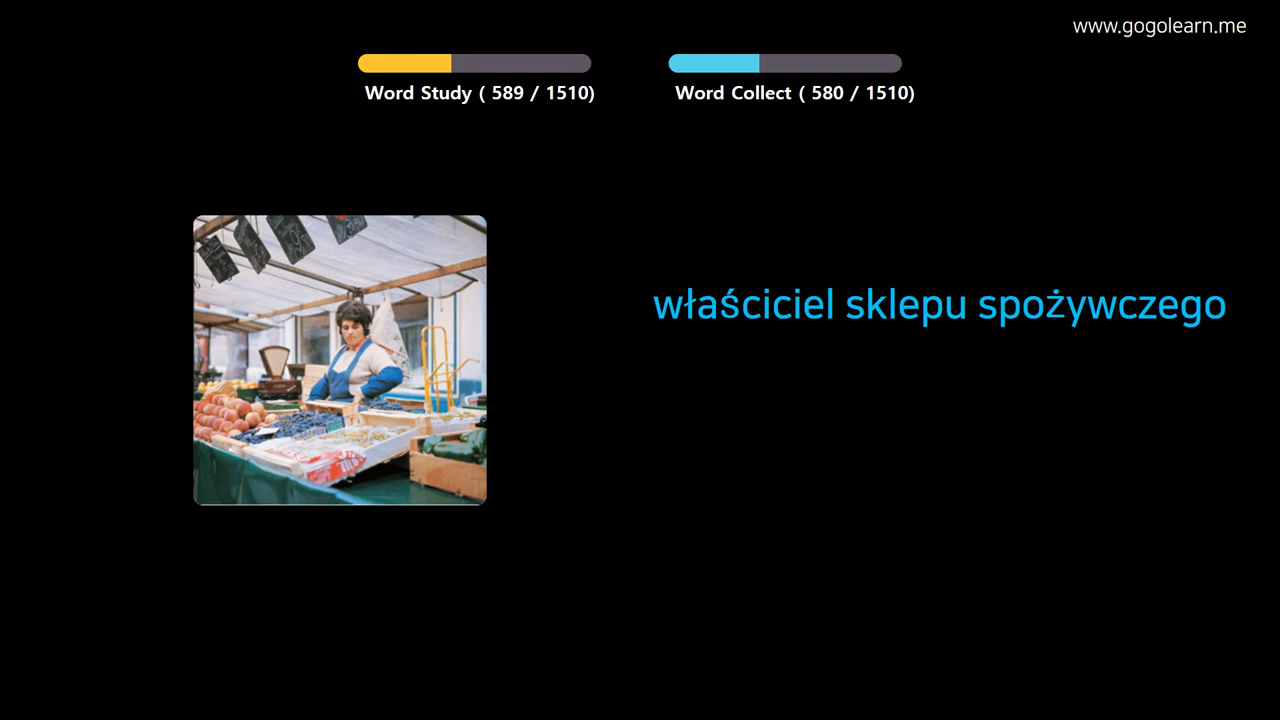 www.gogolearn.me
Word Study ( 589 / 1510)
Word Collect ( 580 / 1510)
właściciel sklepu spożywczego